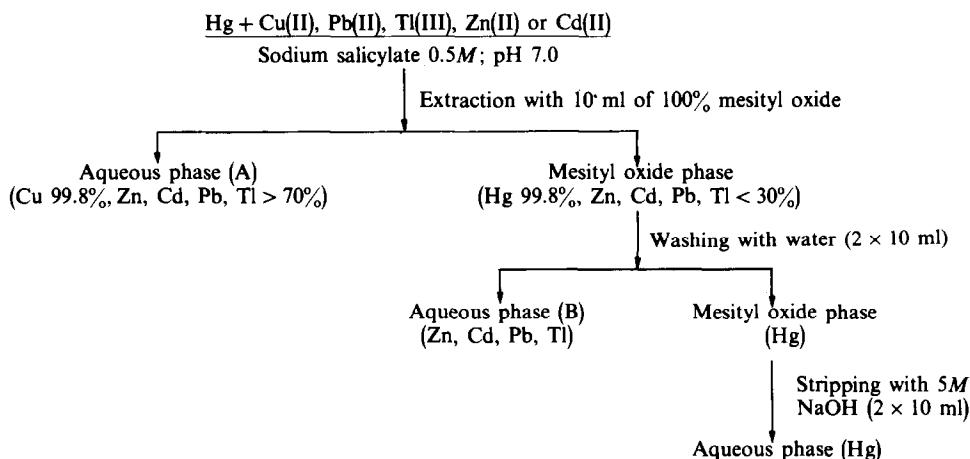 Hg + Cu(II), Pb(II), Tl(III), Zn(II) or Cd(II)
Sodium salicylate 0.5M; pH 7.0
Extraction with 10 ml of 100% mesityl oxide
Aqueous phase (A)
(Cu 99.8%, Zn, Cd, Pb, Tl > 70%)
Mesityl oxide phase
(Hg 99.8%, Zn, Cd, Pb, Tl < 30%)
Washing with water (2 × 10 ml)
Aqueous phase (B)
(Zn, Cd, Pb, Tl)
Mesityl oxide phase
(Hg)
Stripping with 5M
NaOH (2 × 10 ml)
Aqueous phase (Hg)